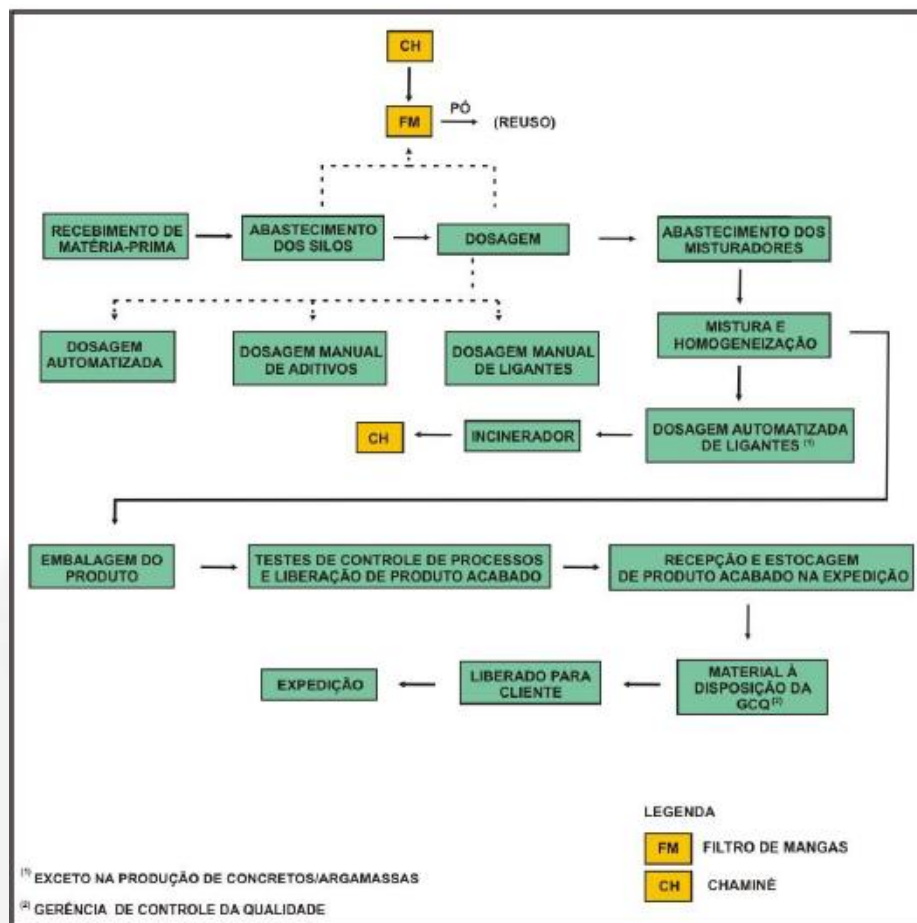 CH
FM
PÓ
(REUSO)
RECEBIMENTO DE
MATÉRIA-PRIMA
ABASTECIMENTO
DOS SILOS
DOSAGEM
ABASTECIMENTO DOS
MISTURADORES
DOSAGEM
AUTOMATIZADA
DOSAGEM MANUAL
DE ADITIVOS
DOSAGEM MANUAL
DE LIGANTES
MISTURA E
HOMOGENEIZAÇÃO
CH
INCINERADOR
DOSAGEM AUTOMATIZADA
DE LIGANTES (1)
EMBALAGEM DO
PRODUTO
TESTES DE CONTROLE DE PROCESSOS
E LIBERAÇÃO DE PRODUTO ACABADO
RECEPÇÃO E ESTOCAGEM
DE PRODUTO ACABADO NA EXPEDIÇÃO
EXPEDIÇÃO
LIBERADO PARA
CLIENTE
MATERIAL À
DISPOSIÇÃO DA
GCQ(2)
LEGENDA
FM FILTRO DE MANGAS
CH CHAMINÉ
(1) EXCETO NA PRODUÇÃO DE CONCRETOS/ARGAMASSAS
(2) GERÊNCIA DE CONTROLE DA QUALIDADE